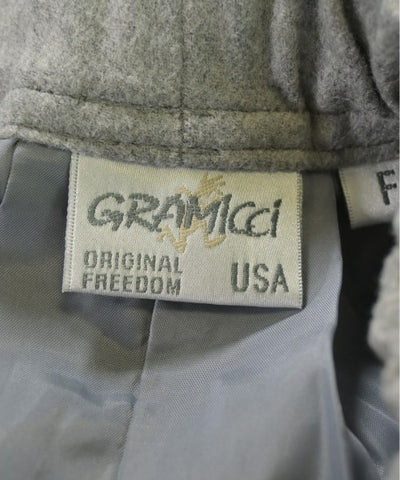 GRAMICCi
ORIGINAL
FREEDOM
USA
F